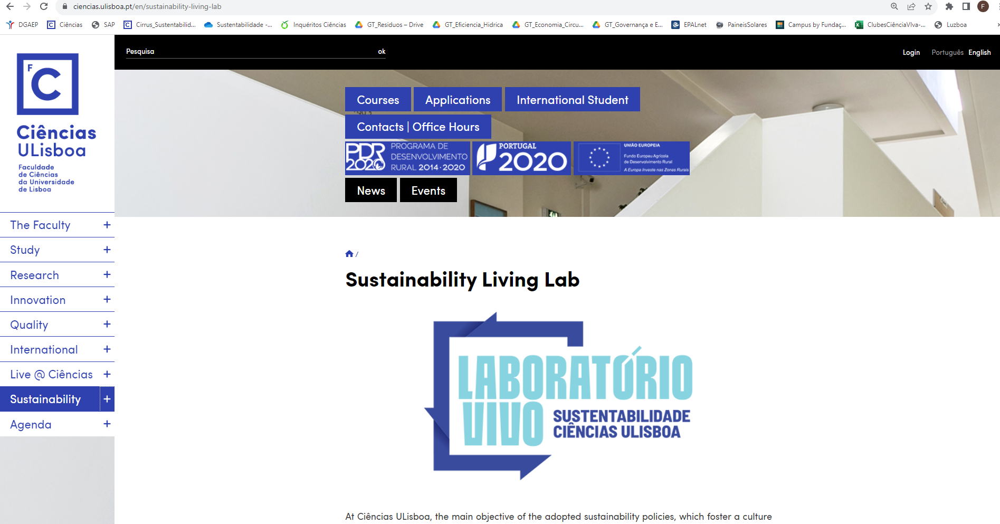 ciencias.ulisboa.pt/en/sustainability-living-lab
F
DGAEP Ciências SAP Cirrus_Sustentabilid... Sustentabilidade -... Inquéritos Ciências GT_Residuos – Drive GT_Eficiencia_Hidrica GT_Economia_Circu... GT_Governança e E... EPALnet PaineisSolares Campus by Fundaç... ClubesCiênciaVIva-... Luzboa
Pesquisa ok
Login Português English
F
C
Ciências
ULisboa
Faculdade
de Ciências
da Universidade
de Lisboa
Courses Applications International Student
Contacts | Office Hours
PDR
2020
PROGRAMA DE
DESENVOLVIMENTO
RURAL 2014·2020
PORTUGAL
2020
UNIÃO EUROPEIA
Fundo Europeu Agrícola
de Desenvolvimento Rural
A Europa Investe nas Zonas Rurais
News Events
The Faculty +
Study +
Research +
Innovation +
Quality +
International +
Live @ Ciências +
Sustainability +
Agenda +
/
Sustainability Living Lab
LABORATÓRIO
VIVO
SUSTENTABILIDADE
CIÊNCIAS ULISBOA
At Ciências ULisboa, the main objective of the adopted sustainability policies, which foster a culture